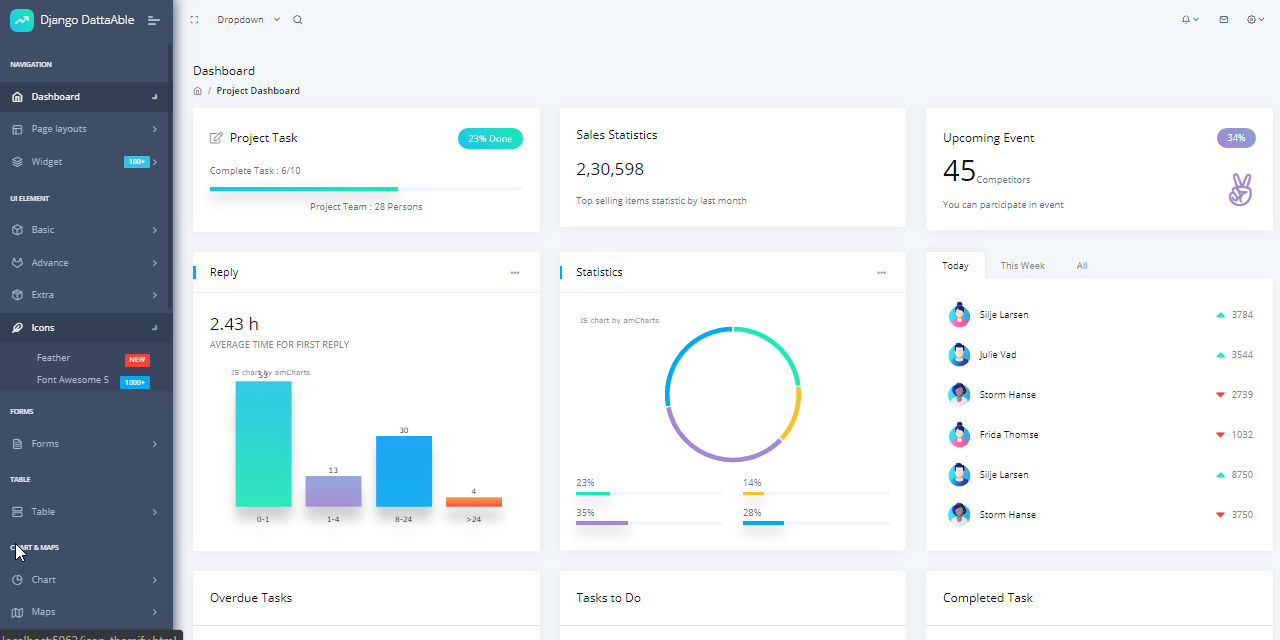 Django DattaAble
Dropdown
NAVIGATION
Dashboard
Page layouts
Widget 100+
UI ELEMENT
Basic
Advance
Extra
Icons
Feather NEW
Font Awesome 5 1000+
FORMS
Forms
TABLE
Table
CHART & MAPS
Chart
Maps
Dashboard
/ Project Dashboard
Project Task 23% Done
Complete Task : 6/10
Project Team : 28 Persons
Sales Statistics
2,30,598
Top selling items statistic by last month
Upcoming Event 34%
45 Competitors
You can participate in event
Reply
2.43 h
AVERAGE TIME FOR FIRST REPLY
JS chart by amCharts
53
30
13
4
0-1 1-4 8-24 >24
Statistics
JS chart by amCharts
23% 14%
35% 28%
Today This Week All
Silje Larsen 3784
Julie Vad 3544
Storm Hanse 2739
Frida Thomse 1032
Silje Larsen 8750
Storm Hanse 3750
Overdue Tasks
Tasks to Do
Completed Task